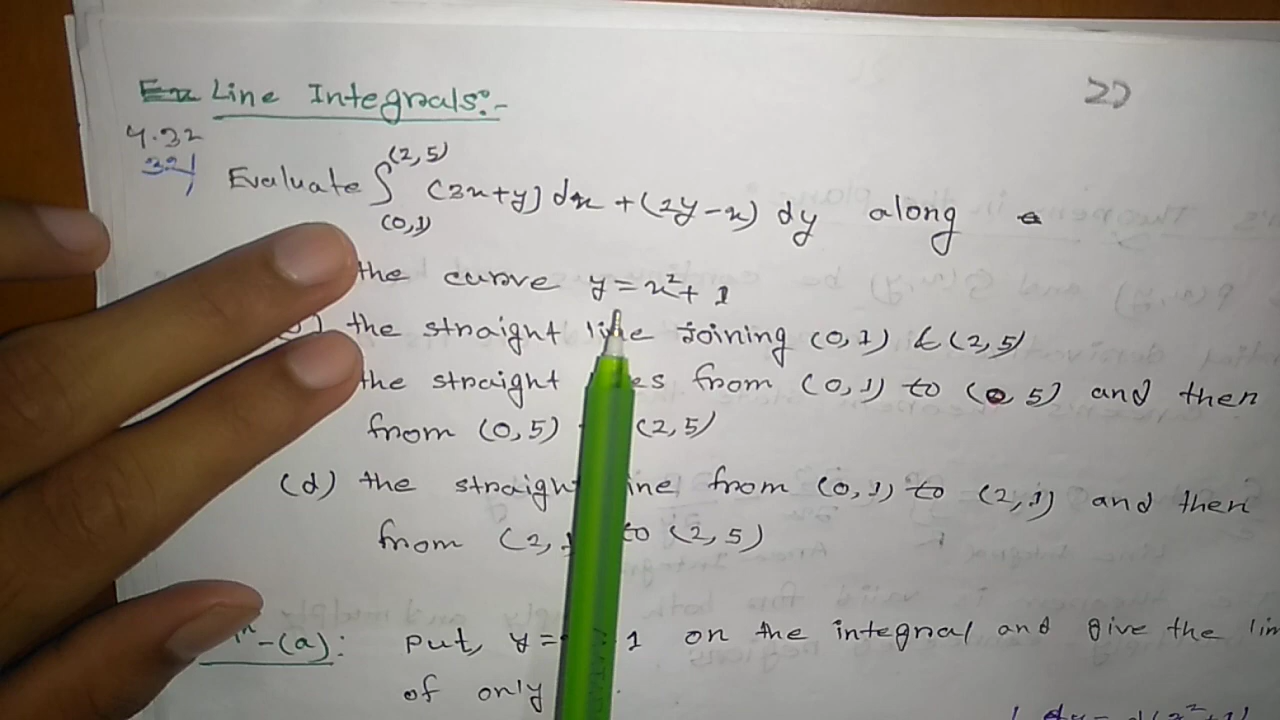 Line Integrals:-
22
4.32
32)
Evaluate ∫ (3x+y) dx + (2y-x) dy along
(2,5)
(0,1)
the curve y = x² + 1
the straight line joining (0,1) & (2,5)
the straight from (0,1) to (0 5) and then
from (0,5) (2,5)
(d) the straight line from (0,1) to (2,1) and then
from (2, to (2,5)
-(a): put, y = 1 on the integral and give the
of only